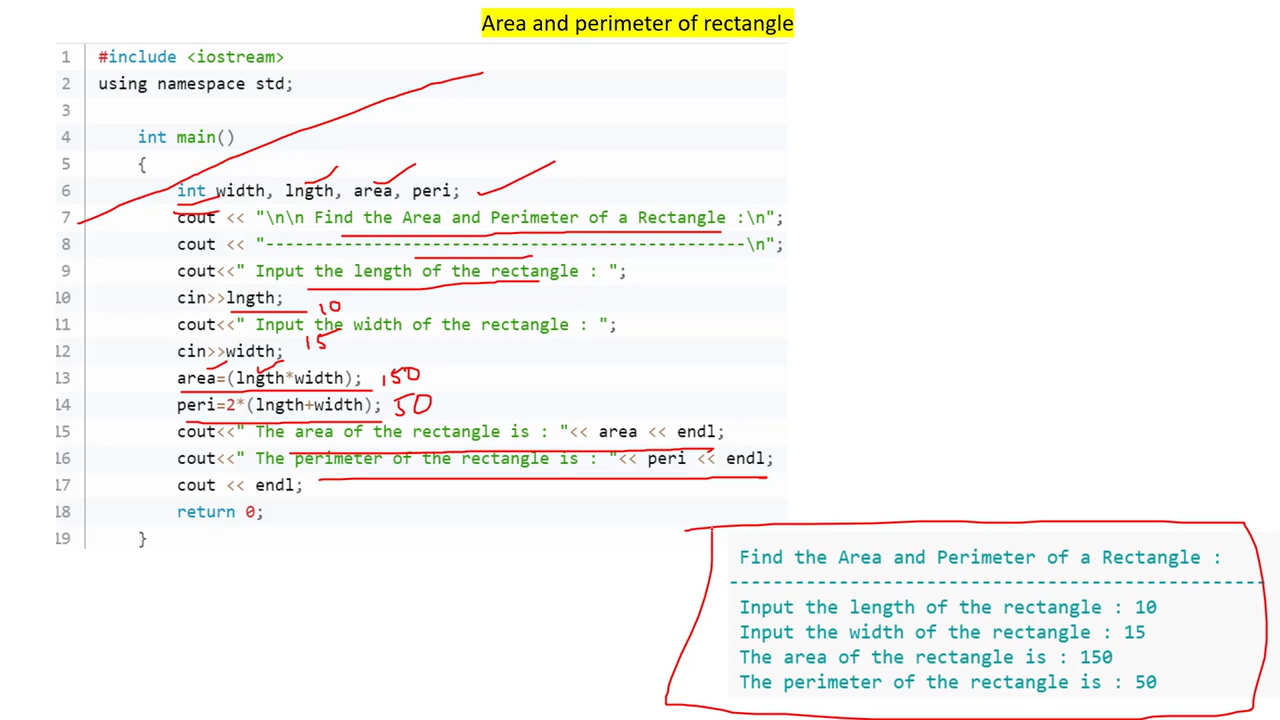 Area and perimeter of rectangle
1 #include <iostream>
2 using namespace std;
3
4 int main()
5 {
6 int width, lngth, area, peri;
7 cout << "\n\n Find the Area and Perimeter of a Rectangle :\n";
8 cout << "-------------------------------------------------\n";
9 cout<<" Input the length of the rectangle : ";
10 cin>>lngth;
10
11 cout<<" Input the width of the rectangle : ";
15
12 cin>>width;
13 area=(lngth*width); 150
14 peri=2*(lngth+width); 50
15 cout<<" The area of the rectangle is : "<< area << endl;
16 cout<<" The perimeter of the rectangle is : "<< peri << endl;
17 cout << endl;
18 return 0;
19 }
Find the Area and Perimeter of a Rectangle :
-------------------------------------------------
Input the length of the rectangle : 10
Input the width of the rectangle : 15
The area of the rectangle is : 150
The perimeter of the rectangle is : 50